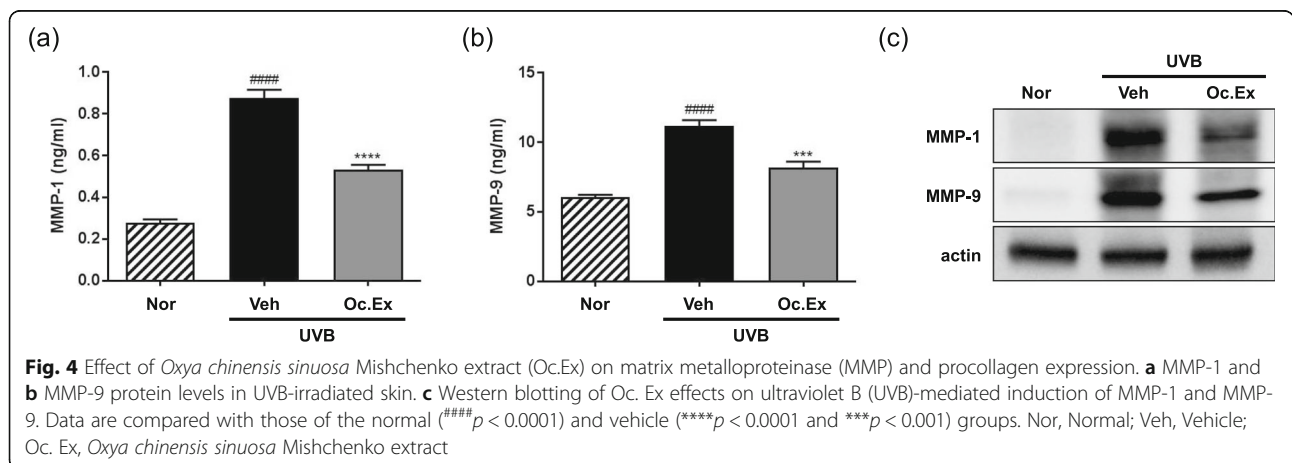 (a)
MMP-1 (ng/ml)
1.0
0.8
0.6
0.4
0.2
0.0
####
****
Nor
Veh
Oc.Ex
UVB
(b)
MMP-9 (ng/ml)
15
10
5
0
####
***
Nor
Veh
Oc.Ex
UVB
(c)
UVB
Nor
Veh
Oc.Ex
MMP-1
MMP-9
actin
Fig. 4 Effect of Oxya chinensis sinuosa Mishchenko extract (Oc.Ex) on matrix metalloproteinase (MMP) and procollagen expression. a MMP-1 and
b MMP-9 protein levels in UVB-irradiated skin. c Western blotting of Oc. Ex effects on ultraviolet B (UVB)-mediated induction of MMP-1 and MMP-
9. Data are compared with those of the normal (####p < 0.0001) and vehicle (****p < 0.0001 and ***p < 0.001) groups. Nor, Normal; Veh, Vehicle;
Oc. Ex, Oxya chinensis sinuosa Mishchenko extract